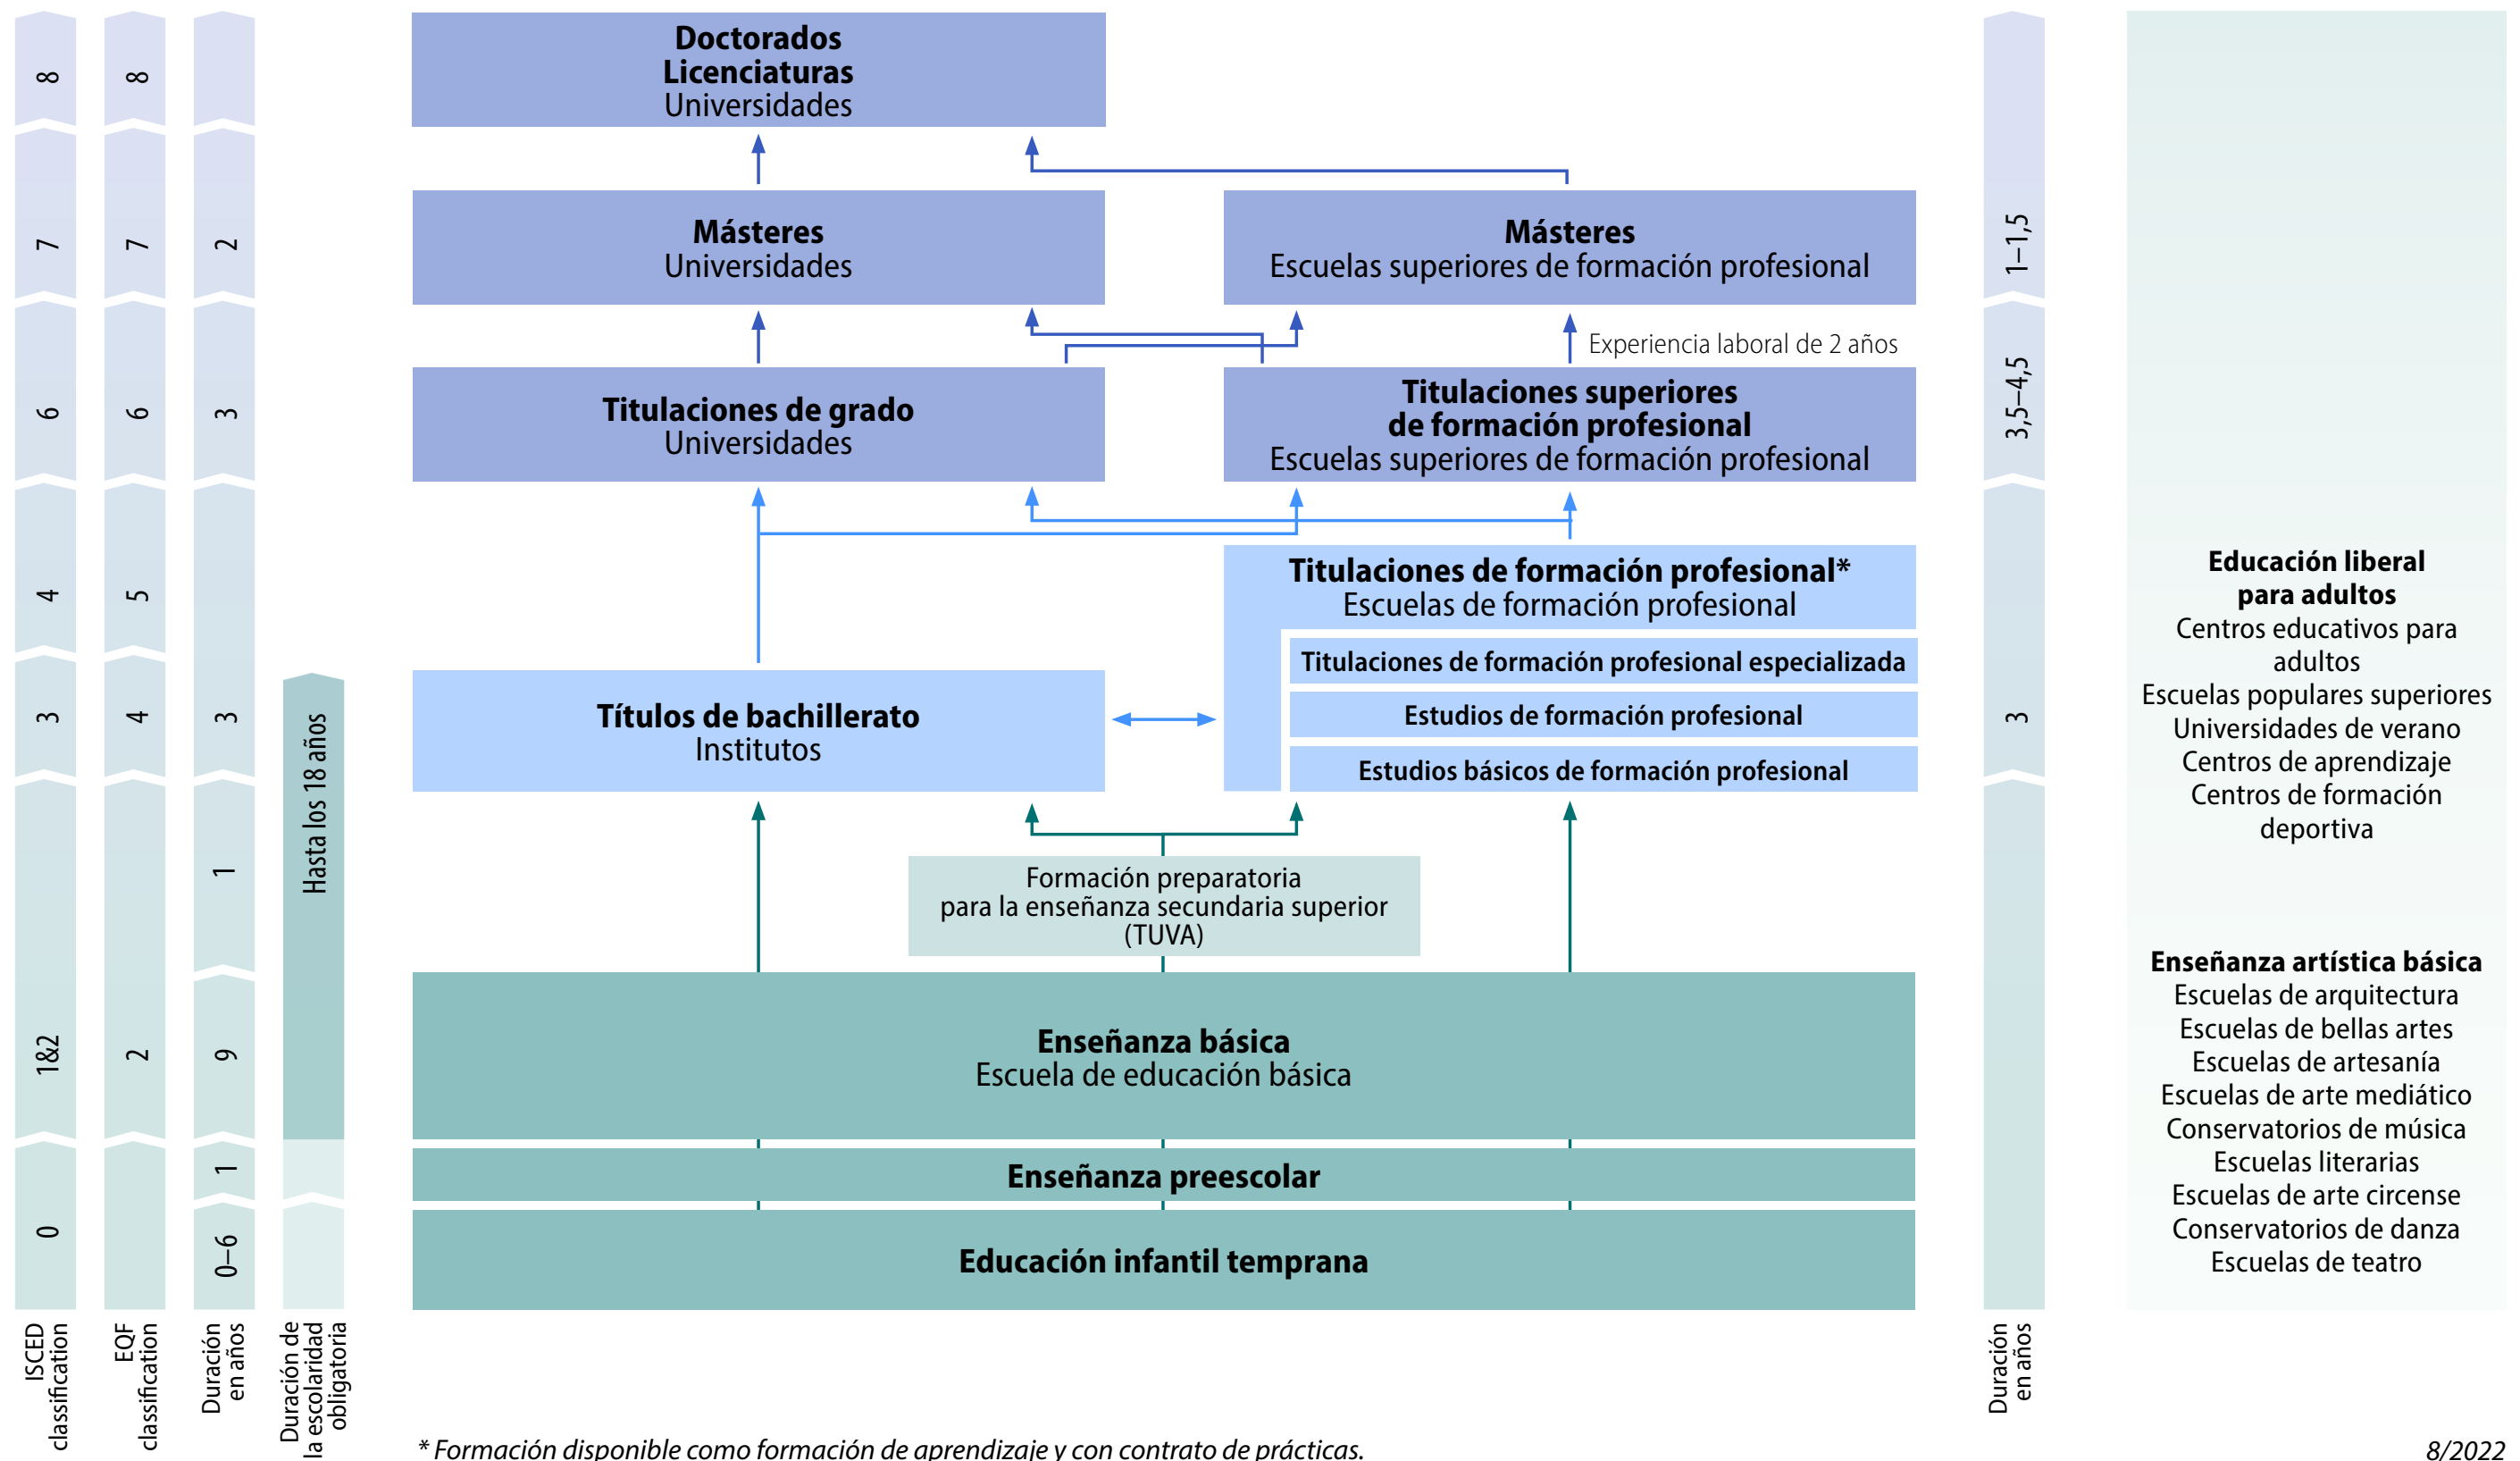 8
7
6
4
3
1&2
0
ISCED
classification
8
7
6
5
4
2
EQF
classification
2
3
3
1
9
1
0–6
Duración
en años
Hasta los 18 años
Duración de
la escolaridad
obligatoria
Doctorados
Licenciaturas
Universidades
Másteres
Universidades
Másteres
Escuelas superiores de formación profesional
Experiencia laboral de 2 años
Titulaciones de grado
Universidades
Titulaciones superiores
de formación profesional
Escuelas superiores de formación profesional
Titulaciones de formación profesional*
Escuelas de formación profesional
Titulaciones de formación profesional especializada
Estudios de formación profesional
Estudios básicos de formación profesional
Títulos de bachillerato
Institutos
Formación preparatoria
para la enseñanza secundaria superior
(TUVA)
Enseñanza básica
Escuela de educación básica
Enseñanza preescolar
Educación infantil temprana
1–1,5
3,5–4,5
3
Duración
en años
Educación liberal
para adultos
Centros educativos para
adultos
Escuelas populares superiores
Universidades de verano
Centros de aprendizaje
Centros de formación
deportiva
Enseñanza artística básica
Escuelas de arquitectura
Escuelas de bellas artes
Escuelas de artesanía
Escuelas de arte mediático
Conservatorios de música
Escuelas literarias
Escuelas de arte circense
Conservatorios de danza
Escuelas de teatro
* Formación disponible como formación de aprendizaje y con contrato de prácticas.
8/2022